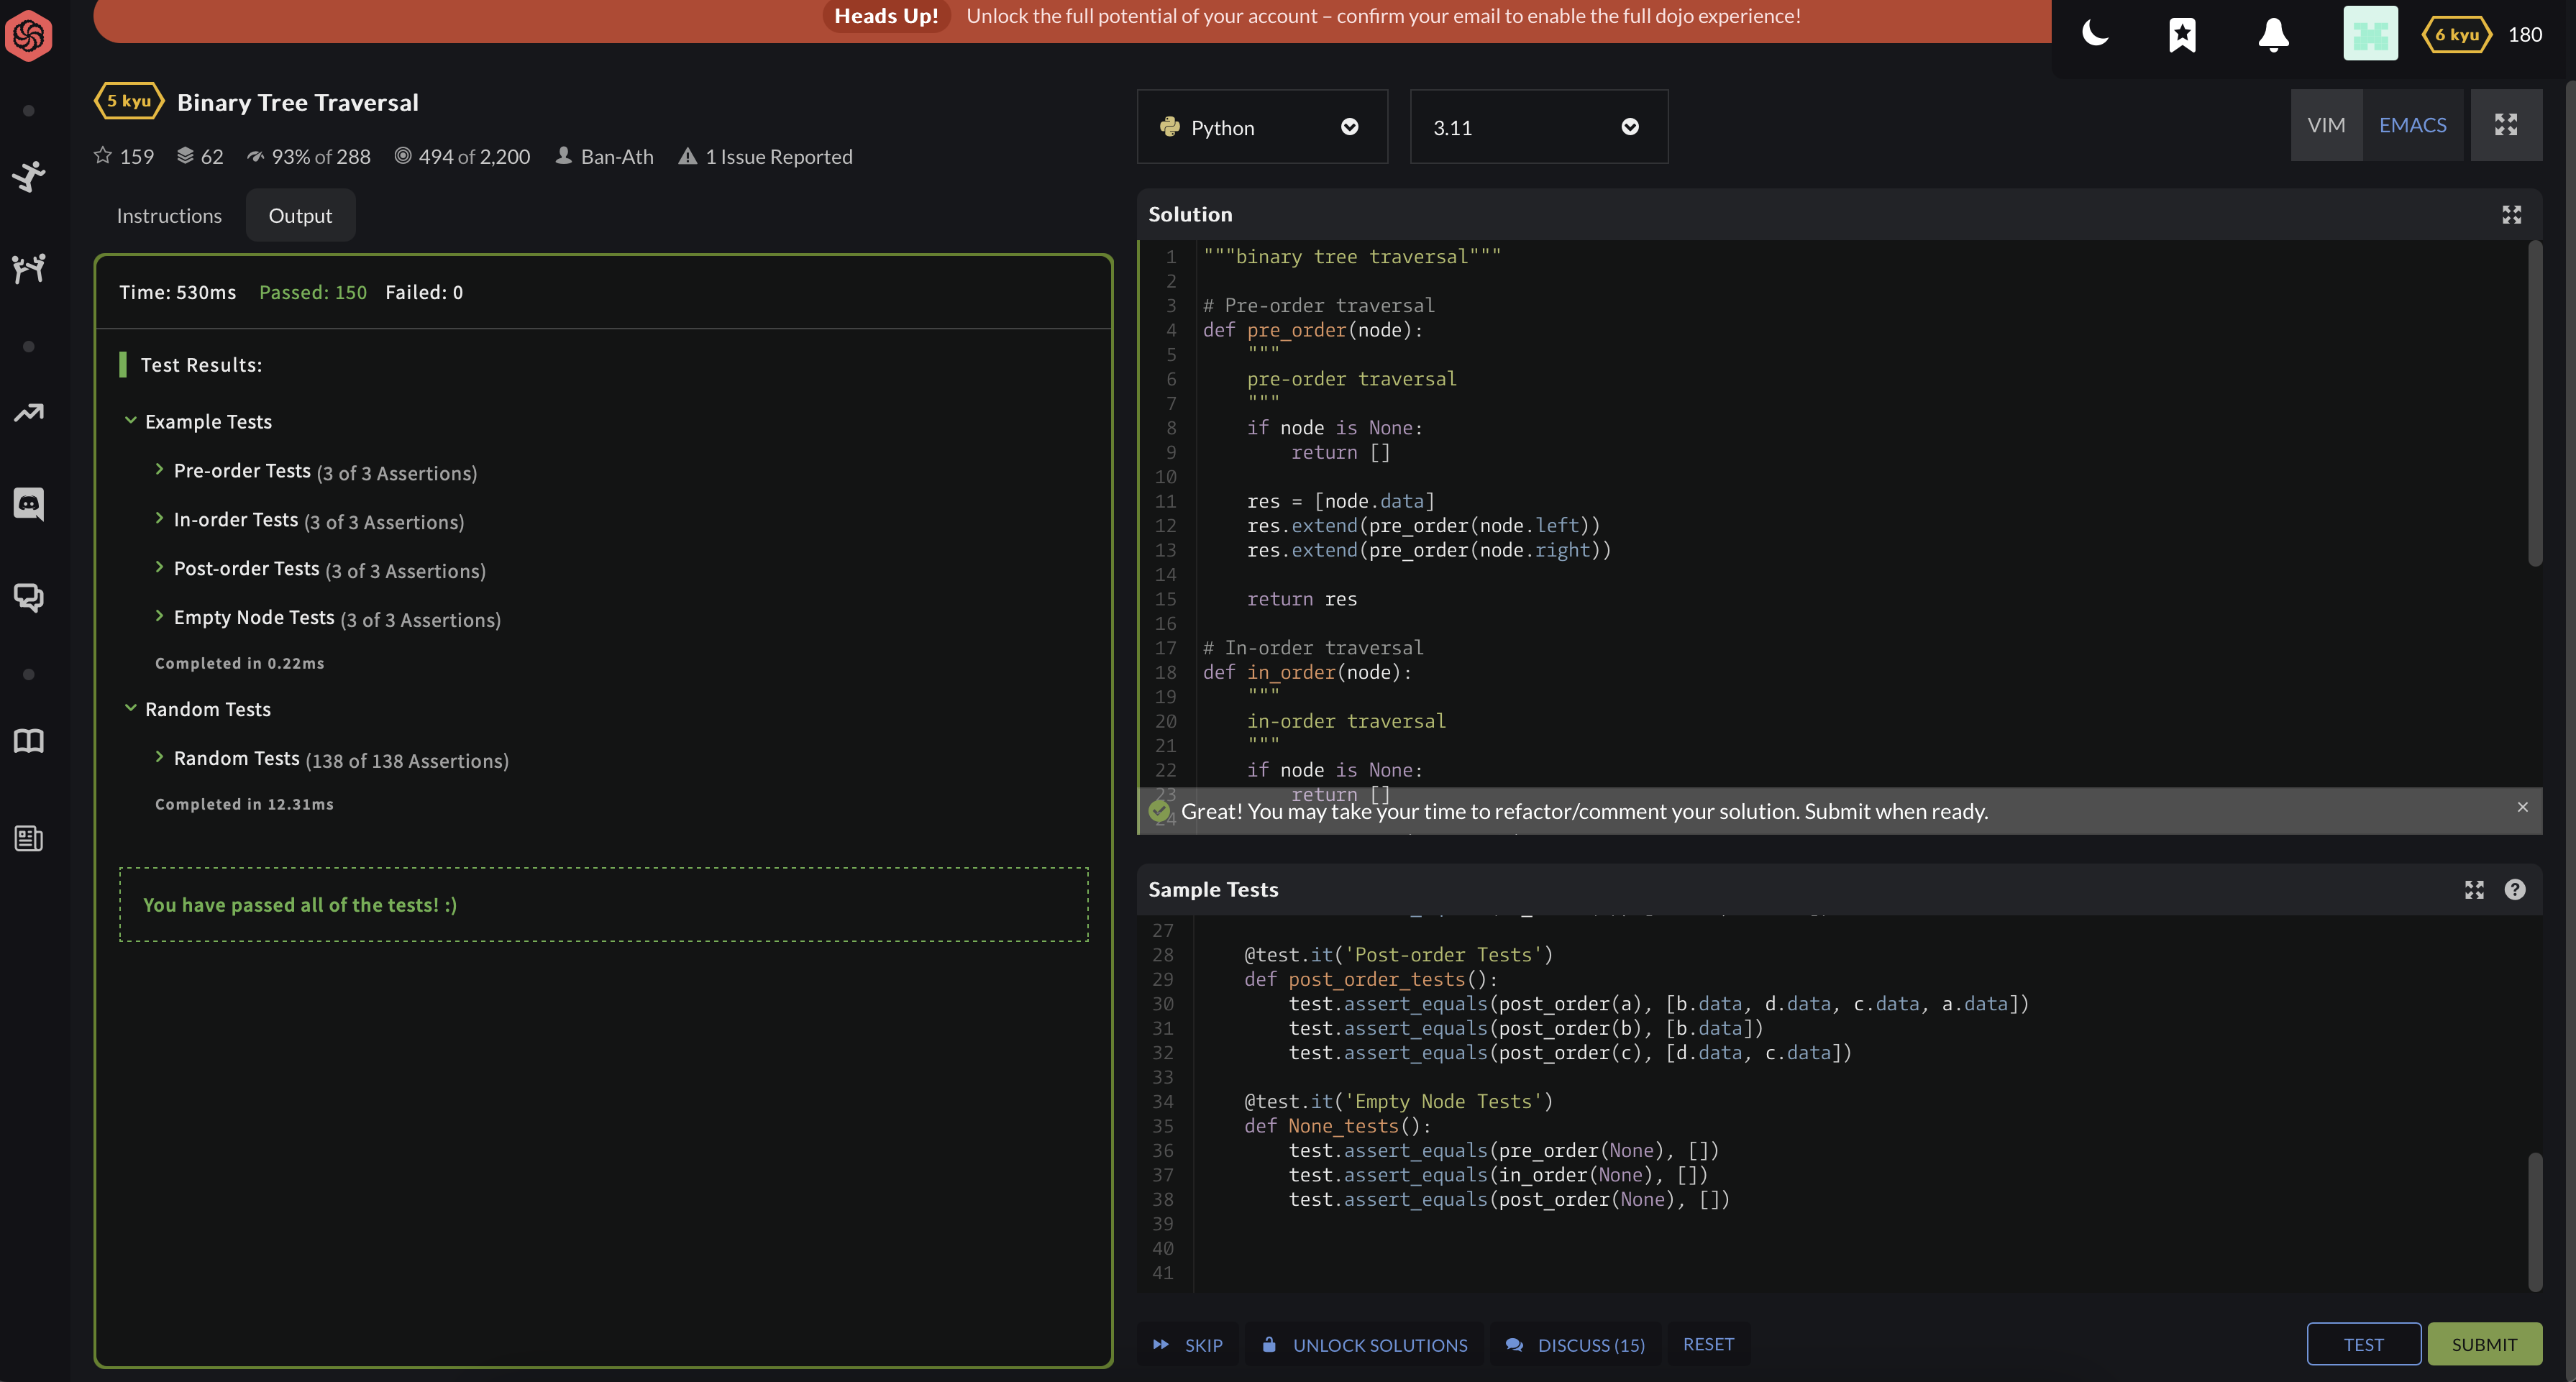 Heads Up! Unlock the full potential of your account – confirm your email to enable the full dojo experience!
6 kyu 180
5 kyu Binary Tree Traversal
159 62 93% of 288 494 of 2,200 Ban-Ath 1 Issue Reported
Instructions Output
Time: 530ms Passed: 150 Failed: 0
Test Results:
Example Tests
Pre-order Tests (3 of 3 Assertions)
In-order Tests (3 of 3 Assertions)
Post-order Tests (3 of 3 Assertions)
Empty Node Tests (3 of 3 Assertions)
Completed in 0.22ms
Random Tests
Random Tests (138 of 138 Assertions)
Completed in 12.31ms
You have passed all of the tests! :)
Python 3.11 VIM EMACS
Solution
1 """binary tree traversal"""
2
3 # Pre-order traversal
4 def pre_order(node):
5 """
6 pre-order traversal
7 """
8 if node is None:
9 return []
10
11 res = [node.data]
12 res.extend(pre_order(node.left))
13 res.extend(pre_order(node.right))
14
15 return res
16
17 # In-order traversal
18 def in_order(node):
19 """
20 in-order traversal
21 """
22 if node is None:
23 return []
24
Great! You may take your time to refactor/comment your solution. Submit when ready.
Sample Tests
27
28 @test.it('Post-order Tests')
29 def post_order_tests():
30 test.assert_equals(post_order(a), [b.data, d.data, c.data, a.data])
31 test.assert_equals(post_order(b), [b.data])
32 test.assert_equals(post_order(c), [d.data, c.data])
33
34 @test.it('Empty Node Tests')
35 def None_tests():
36 test.assert_equals(pre_order(None), [])
37 test.assert_equals(in_order(None), [])
38 test.assert_equals(post_order(None), [])
39
40
41
SKIP UNLOCK SOLUTIONS DISCUSS (15) RESET TEST SUBMIT